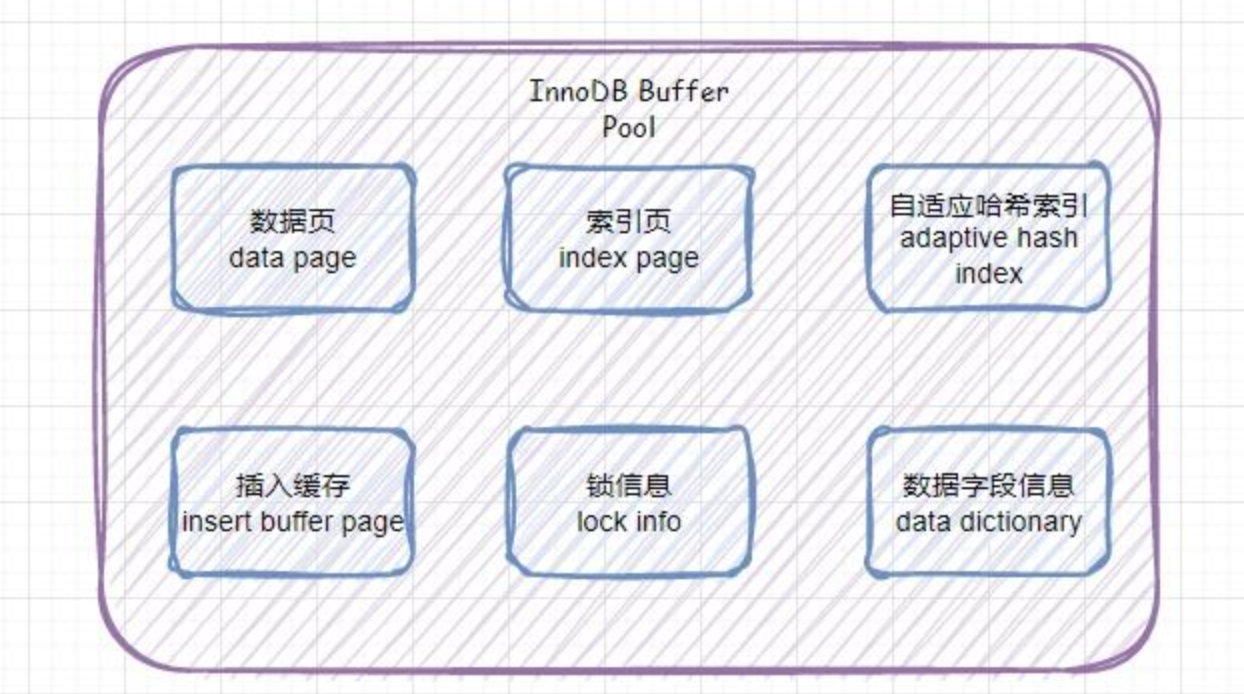 InnoDB Buffer
Pool
数据页
data page
索引页
index page
自适应哈希索引
adaptive hash
index
插入缓存
insert buffer page
锁信息
lock info
数据字段信息
data dictionary